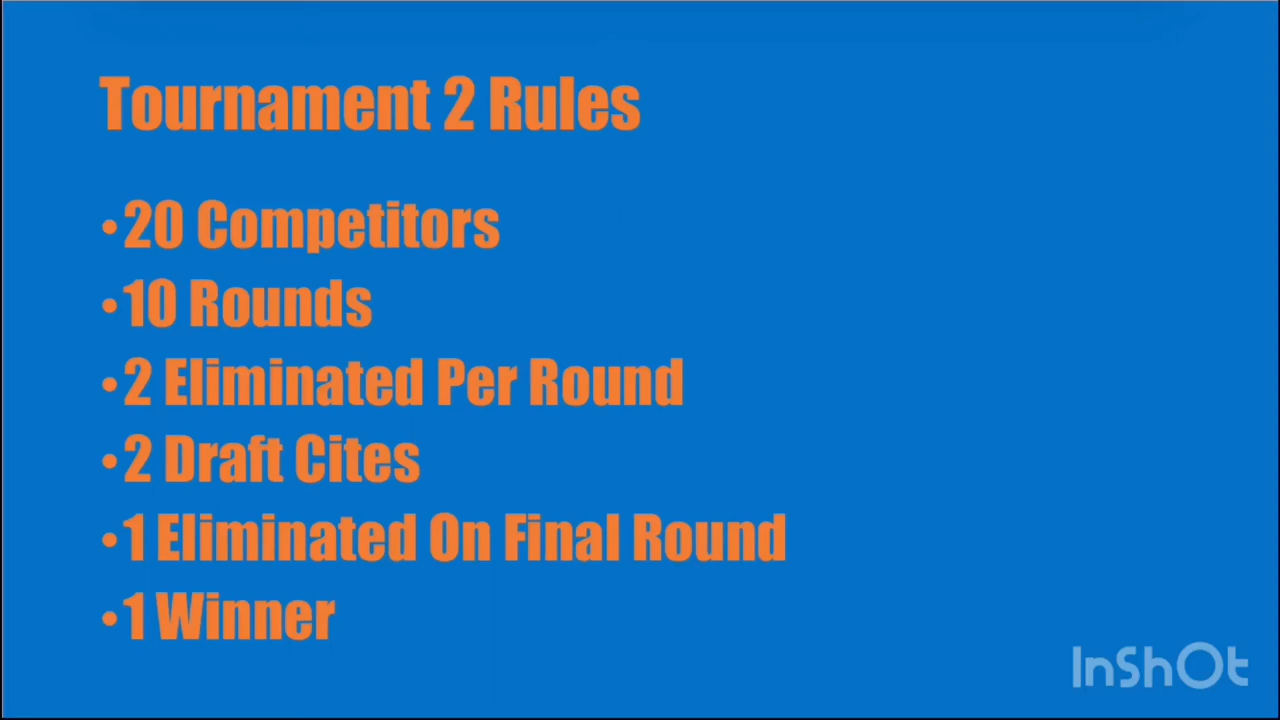 Tournament 2 Rules
•20 Competitors
•10 Rounds
•2 Eliminated Per Round
•2 Draft Cites
•1 Eliminated On Final Round
•1 Winner
InShOt